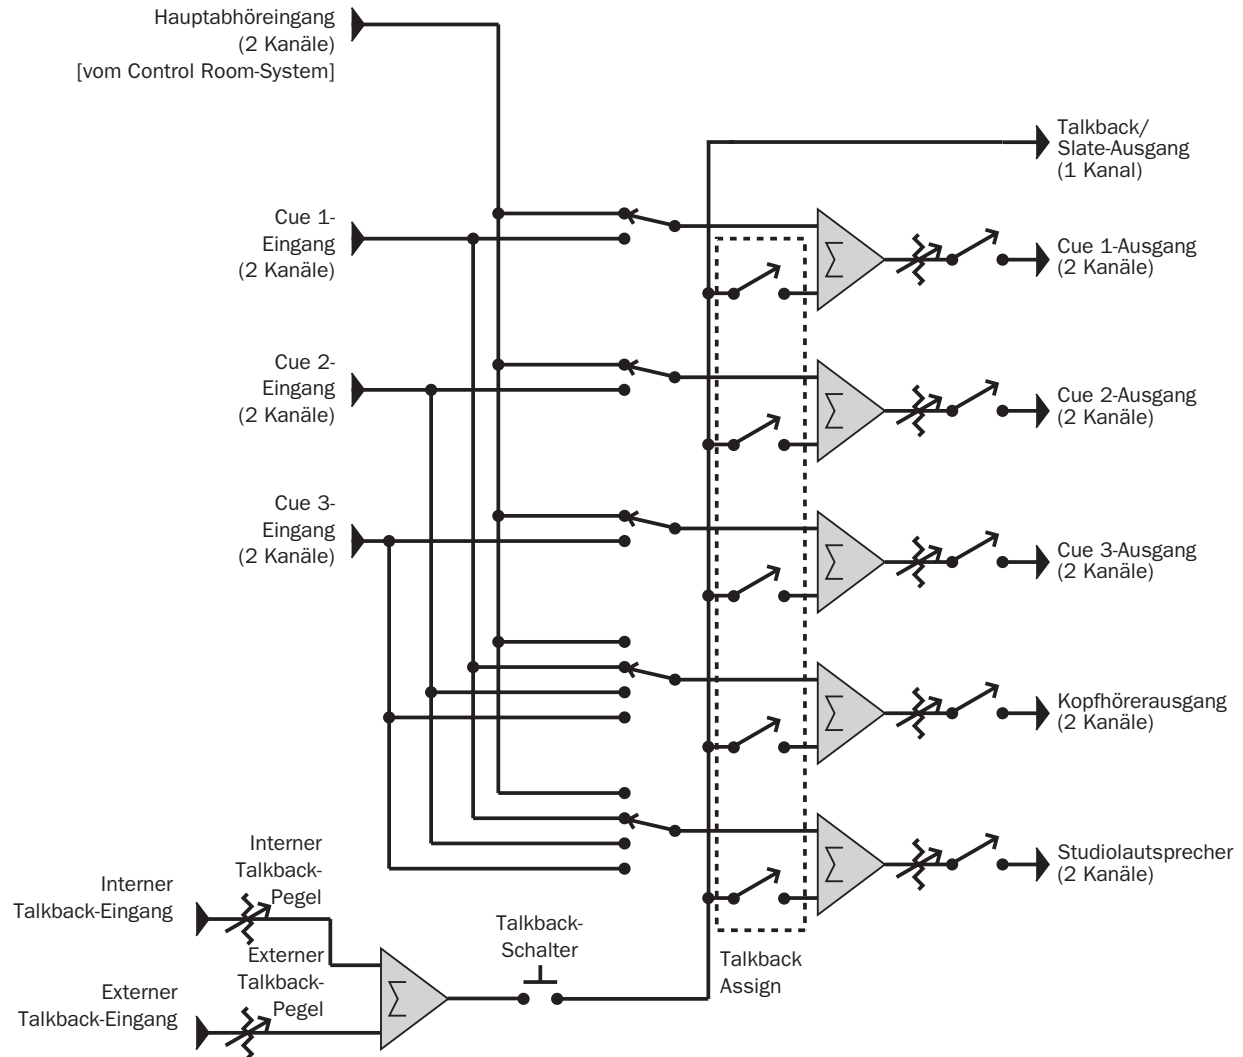 Hauptabhöreingang
(2 Kanäle)
[vom Control Room-System]
Talkback/
Slate-Ausgang
(1 Kanal)
Cue 1-
Eingang
(2 Kanäle)
Σ
Cue 1-Ausgang
(2 Kanäle)
Cue 2-
Eingang
(2 Kanäle)
Σ
Cue 2-Ausgang
(2 Kanäle)
Cue 3-
Eingang
(2 Kanäle)
Σ
Cue 3-Ausgang
(2 Kanäle)
Σ
Kopfhörerausgang
(2 Kanäle)
Σ
Studiolautsprecher
(2 Kanäle)
Interner
Talkback-
Pegel
Interner
Talkback-Eingang
Externer
Talkback-
Pegel
Externer
Talkback-Eingang
Σ
Talkback-
Schalter
Talkback
Assign